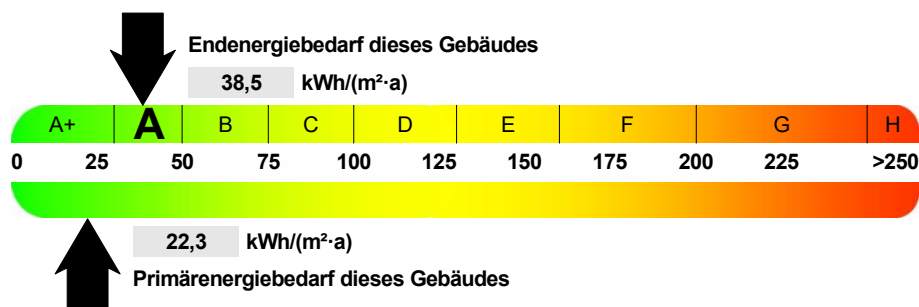 Endenergiebedarf dieses Gebäudes
38,5 kWh/(m²·a)
A+ A B C D E F G H
0 25 50 75 100 125 150 175 200 225 >250
22,3 kWh/(m²·a)
Primärenergiebedarf dieses Gebäudes